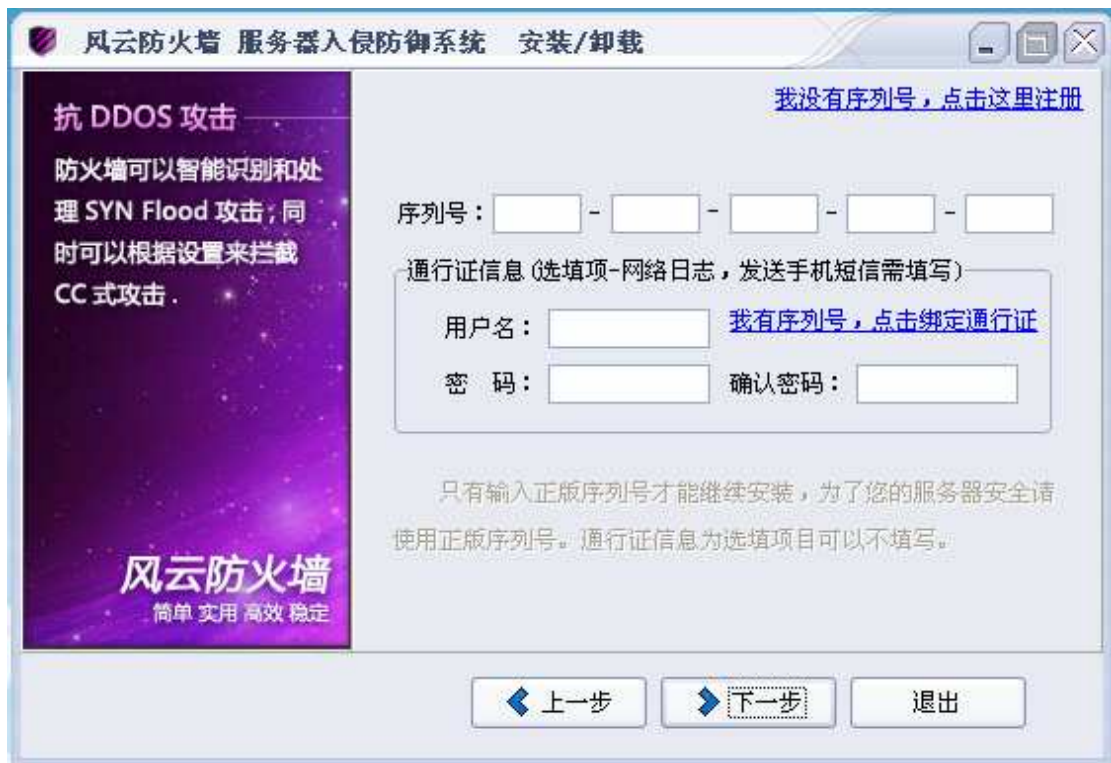 风云防火墙 服务器入侵防御系统 安装/卸载
抗 DDOS 攻击
防火墙可以智能识别和处
理 SYN Flood 攻击；同
时可以根据设置来拦截
CC 式攻击．
风云防火墙
简单 实用 高效 稳定
我没有序列号，点击这里注册
序列号： - - - -
通行证信息(选填项-网络日志，发送手机短信需填写)
用户名： 我有序列号，点击绑定通行证
密 码： 确认密码：
只有输入正版序列号才能继续安装，为了您的服务器安全请
使用正版序列号。通行证信息为选填项目可以不填写。
上一步 下一步 退出